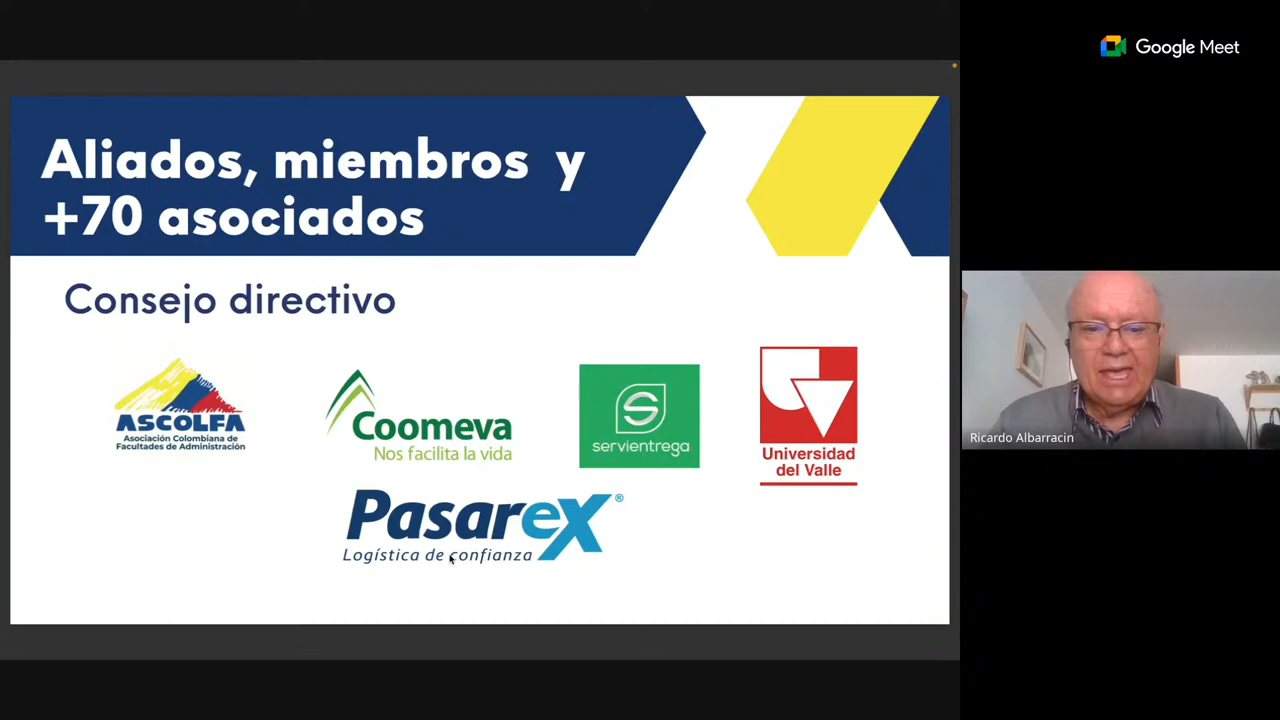 Google Meet
Aliados, miembros y
+70 asociados
Consejo directivo
ASCOLFA
Asociación Colombiana de
Facultades de Administración
Coomeva
Nos facilita la vida
servientrega
Universidad
del Valle
Pasarex®
Logística de confianza
Ricardo Albarracin